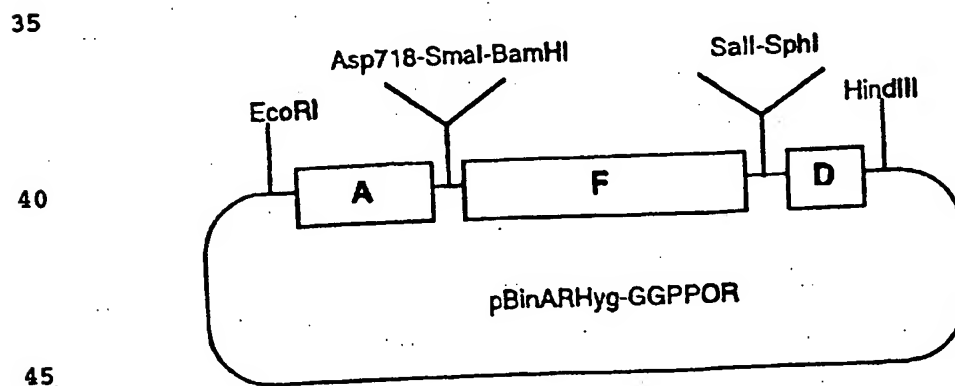 35
Asp718-SmaI-BamHI
SalI-SphI
EcoRI
HindIII
40
A
F
D
pBinARHyg-GGPPOR
45